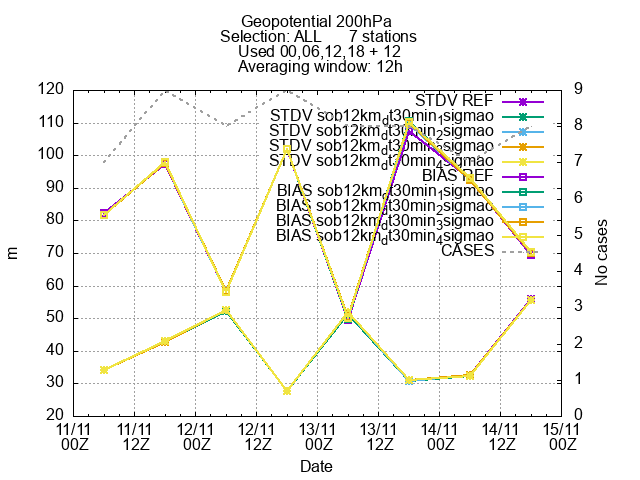 Geopotential 200hPa
Selection: ALL 7 stations
Used 00,06,12,18 + 12
Averaging window: 12h
STDV REF
STDV sob12km_dt30min_1sigmao
STDV sob12km_dt30min_2sigmao
STDV sob12km_dt30min_3sigmao
STDV sob12km_dt30min_4sigmao
BIAS REF
BIAS sob12km_dt30min_1sigmao
BIAS sob12km_dt30min_2sigmao
BIAS sob12km_dt30min_3sigmao
BIAS sob12km_dt30min_4sigmao
CASES
120
110
100
90
80
70
60
50
40
30
20
m
9
8
7
6
5
4
3
2
1
0
No cases
11/11 11/11 12/11 12/11 13/11 13/11 14/11 14/11 15/11
00Z 12Z 00Z 12Z 00Z 12Z 00Z 12Z 00Z
Date